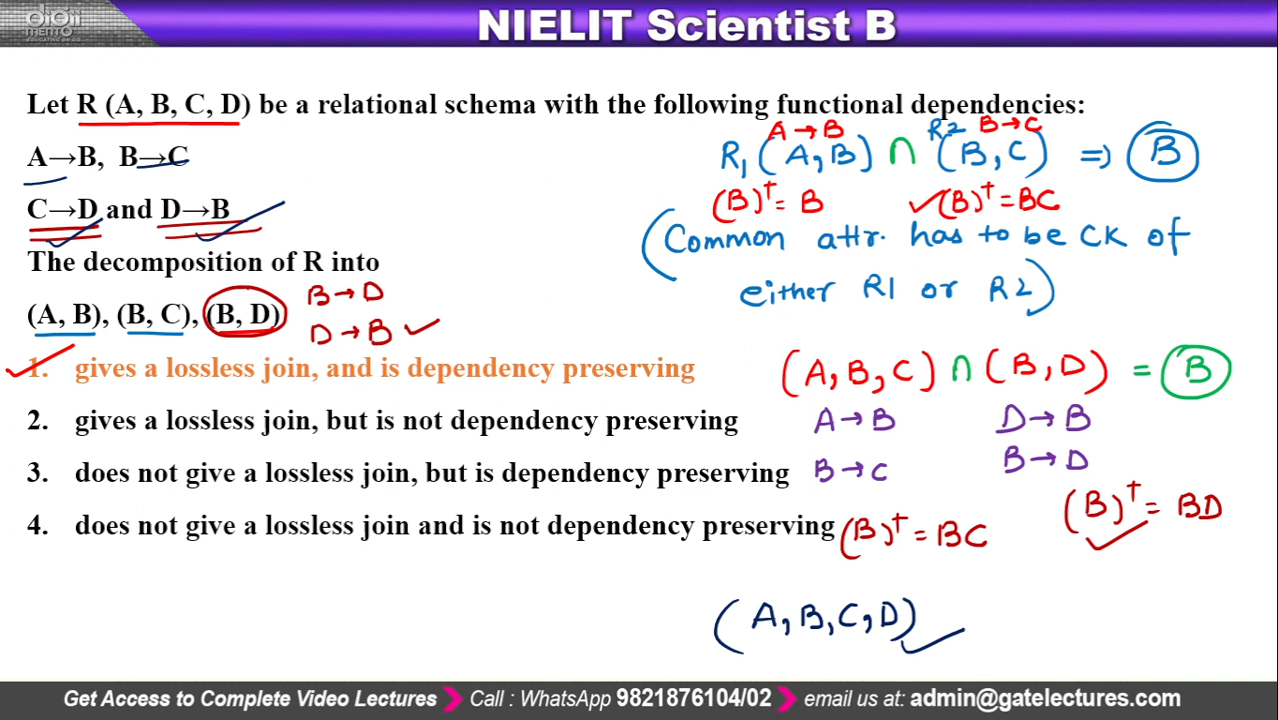 NIELIT Scientist B
Let R (A, B, C, D) be a relational schema with the following functional dependencies:
A→B, B→C
C→D and D→B
The decomposition of R into
(A, B), (B, C), (B, D)
B→D
D→B
1. gives a lossless join, and is dependency preserving
2. gives a lossless join, but is not dependency preserving
3. does not give a lossless join, but is dependency preserving
4. does not give a lossless join and is not dependency preserving
A→B R2 B→C
R1 (A, B) ∩ (B, C) ⇒ B
(B)⁺= B (B)⁺= BC
(Common attr. has to be CK of
either R1 or R2)
(A, B, C) ∩ (B, D) = B
A→B D→B
B→C B→D
(B)⁺ = BC (B)⁺ = BD
(A, B, C, D)
Get Access to Complete Video Lectures Call : WhatsApp 9821876104/02 email us at: admin@gatelectures.com